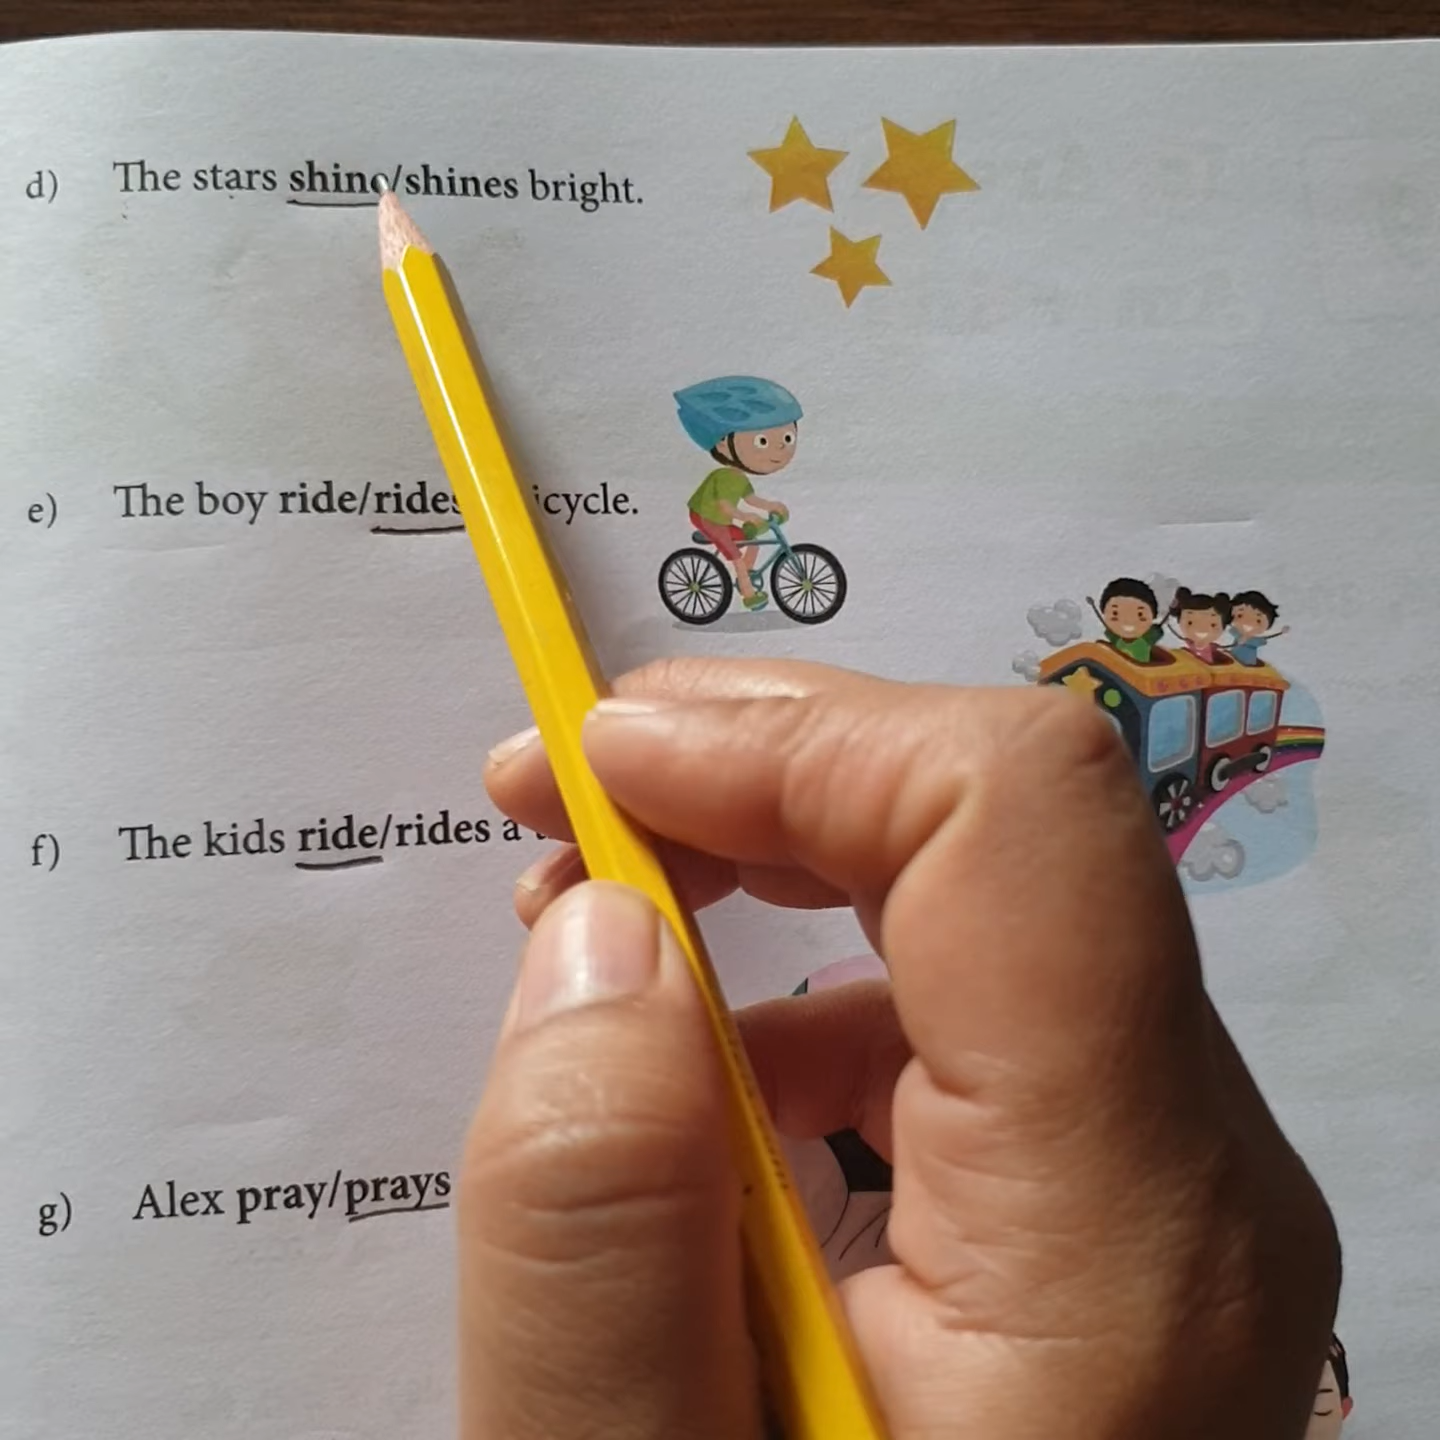 d) The stars shine/shines bright.
e) The boy ride/rides icycle.
f) The kids ride/rides a
g) Alex pray/prays